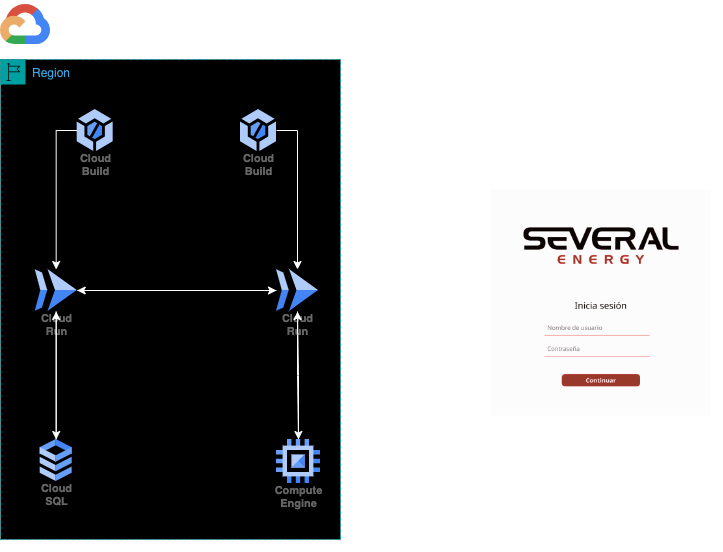 Region
Cloud
Build
Cloud
Build
Cloud
Run
Cloud
Run
Cloud
SQL
Compute
Engine
SEVERAL
ENERGY
Inicia sesión
Nombre de usuario
Contraseña
Continuar